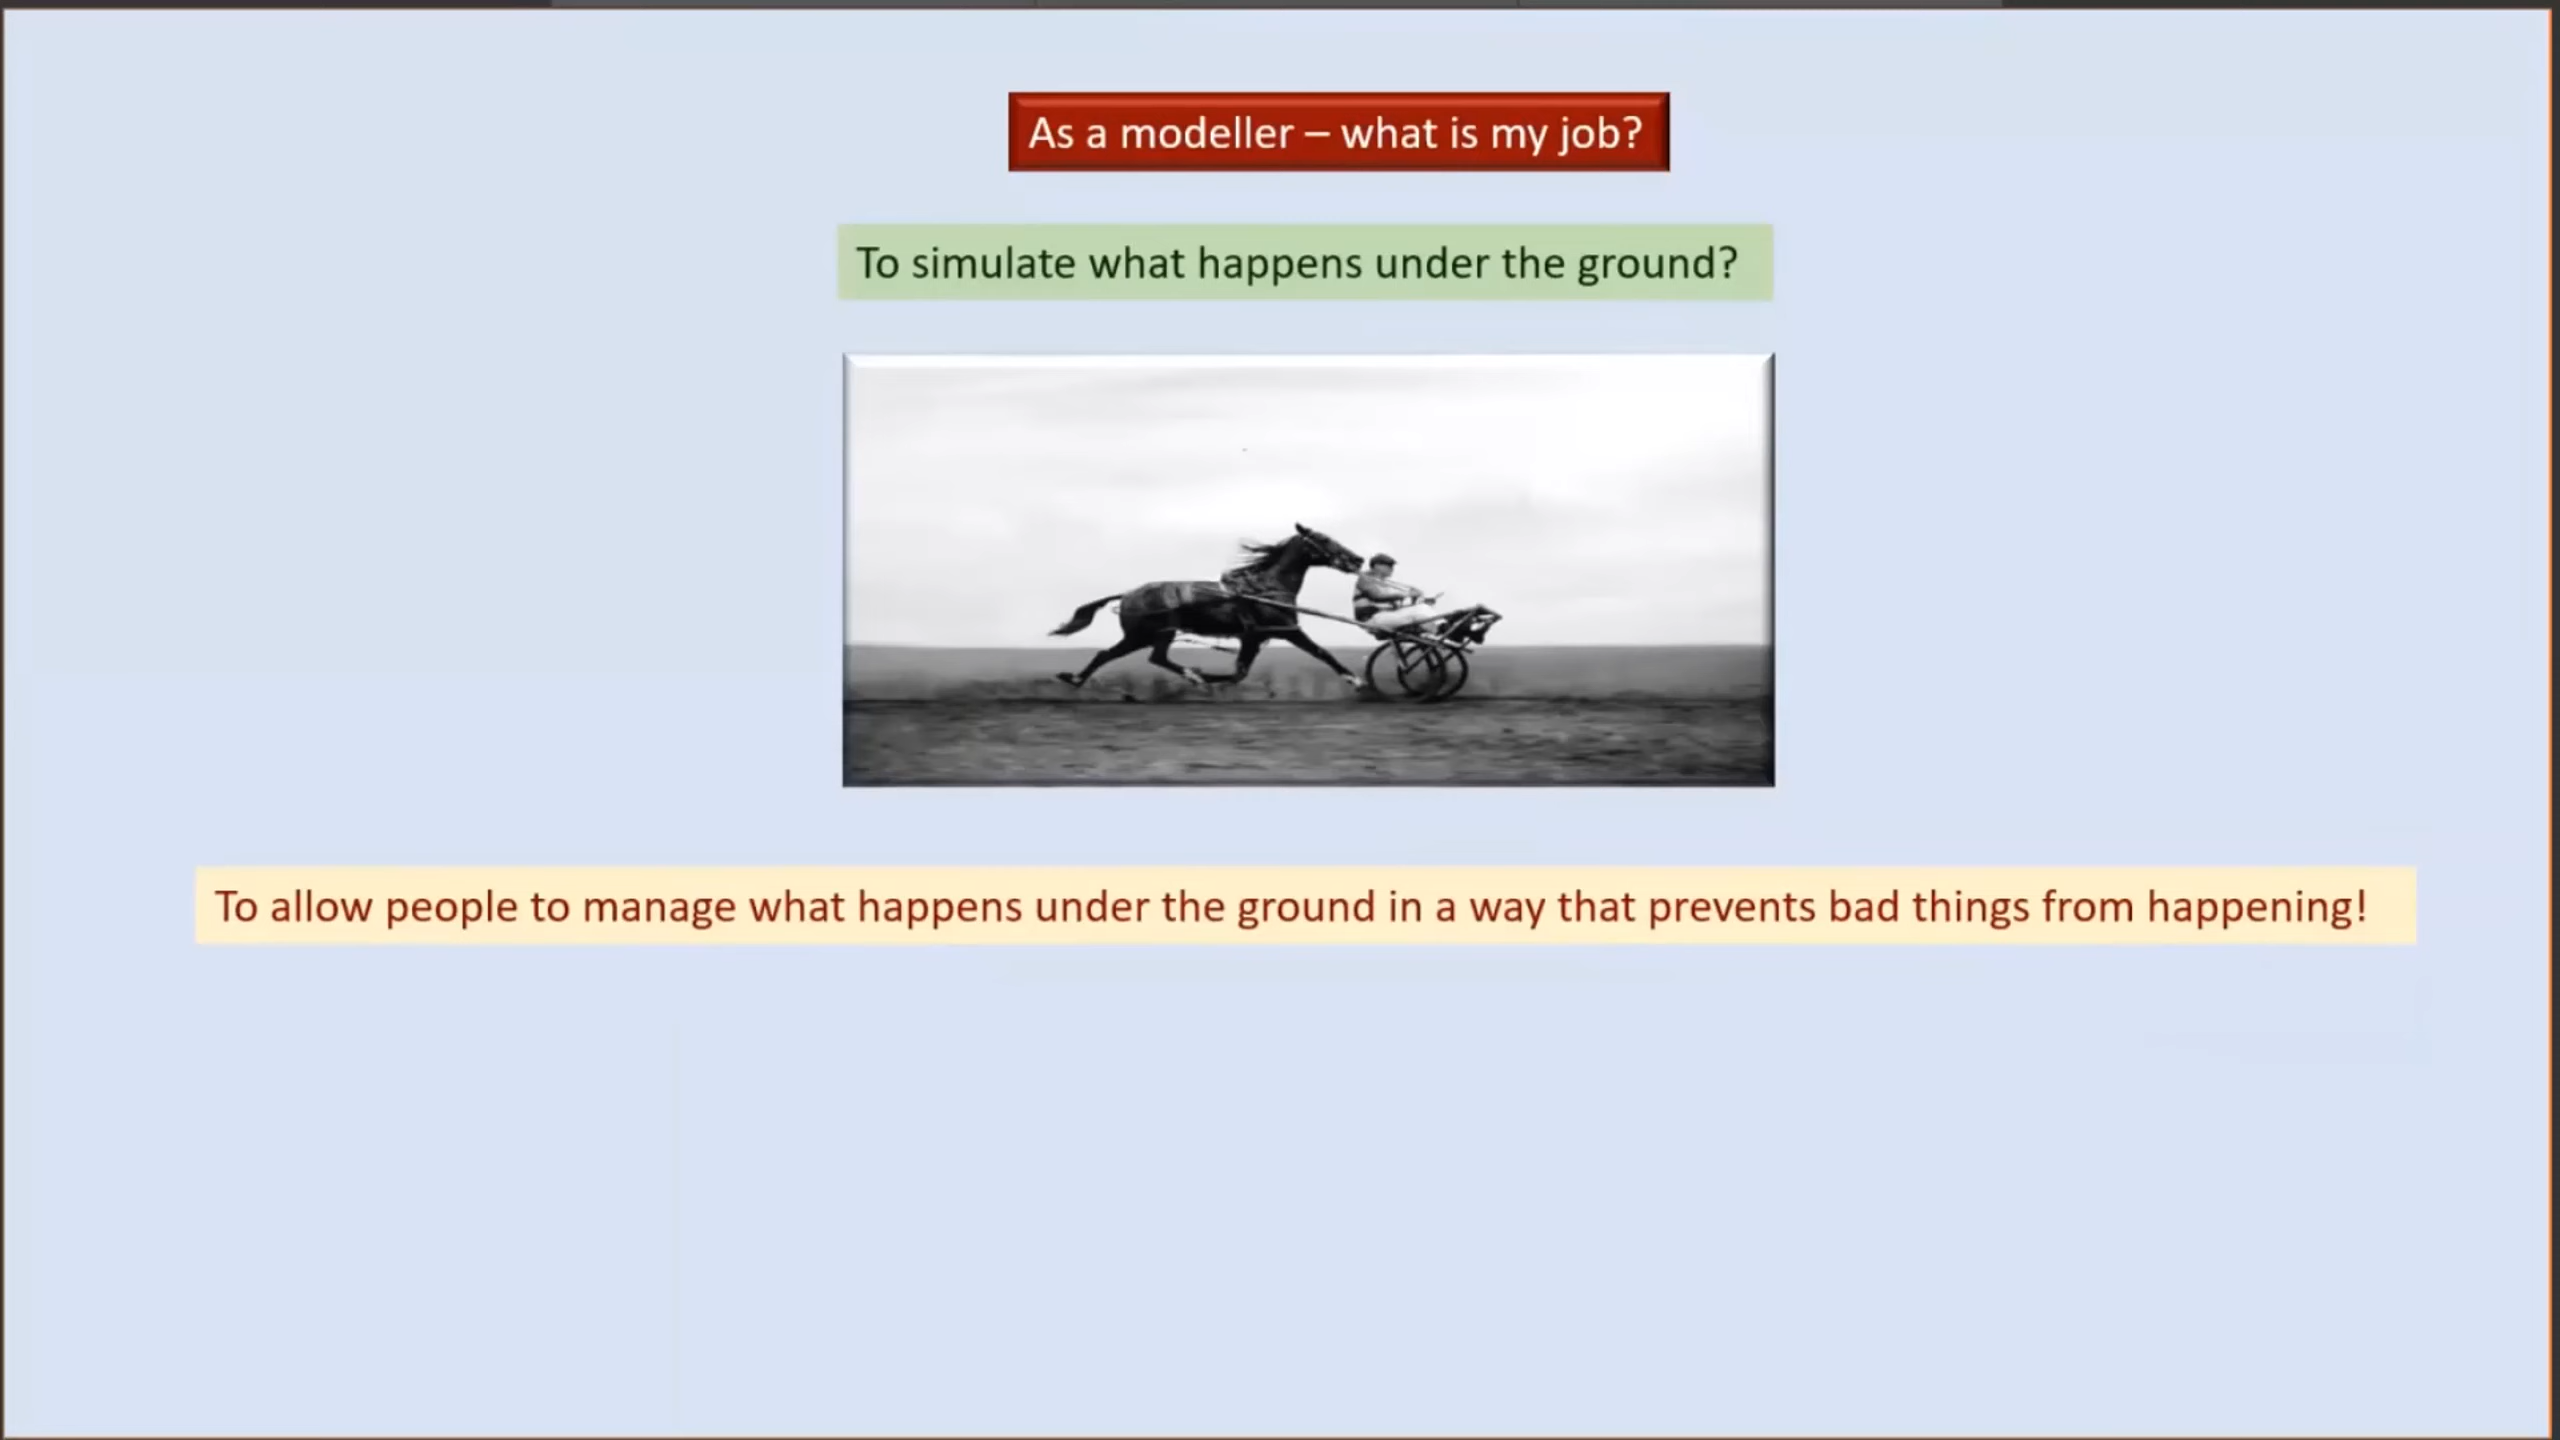 As a modeller – what is my job?
To simulate what happens under the ground?
To allow people to manage what happens under the ground in a way that prevents bad things from happening!